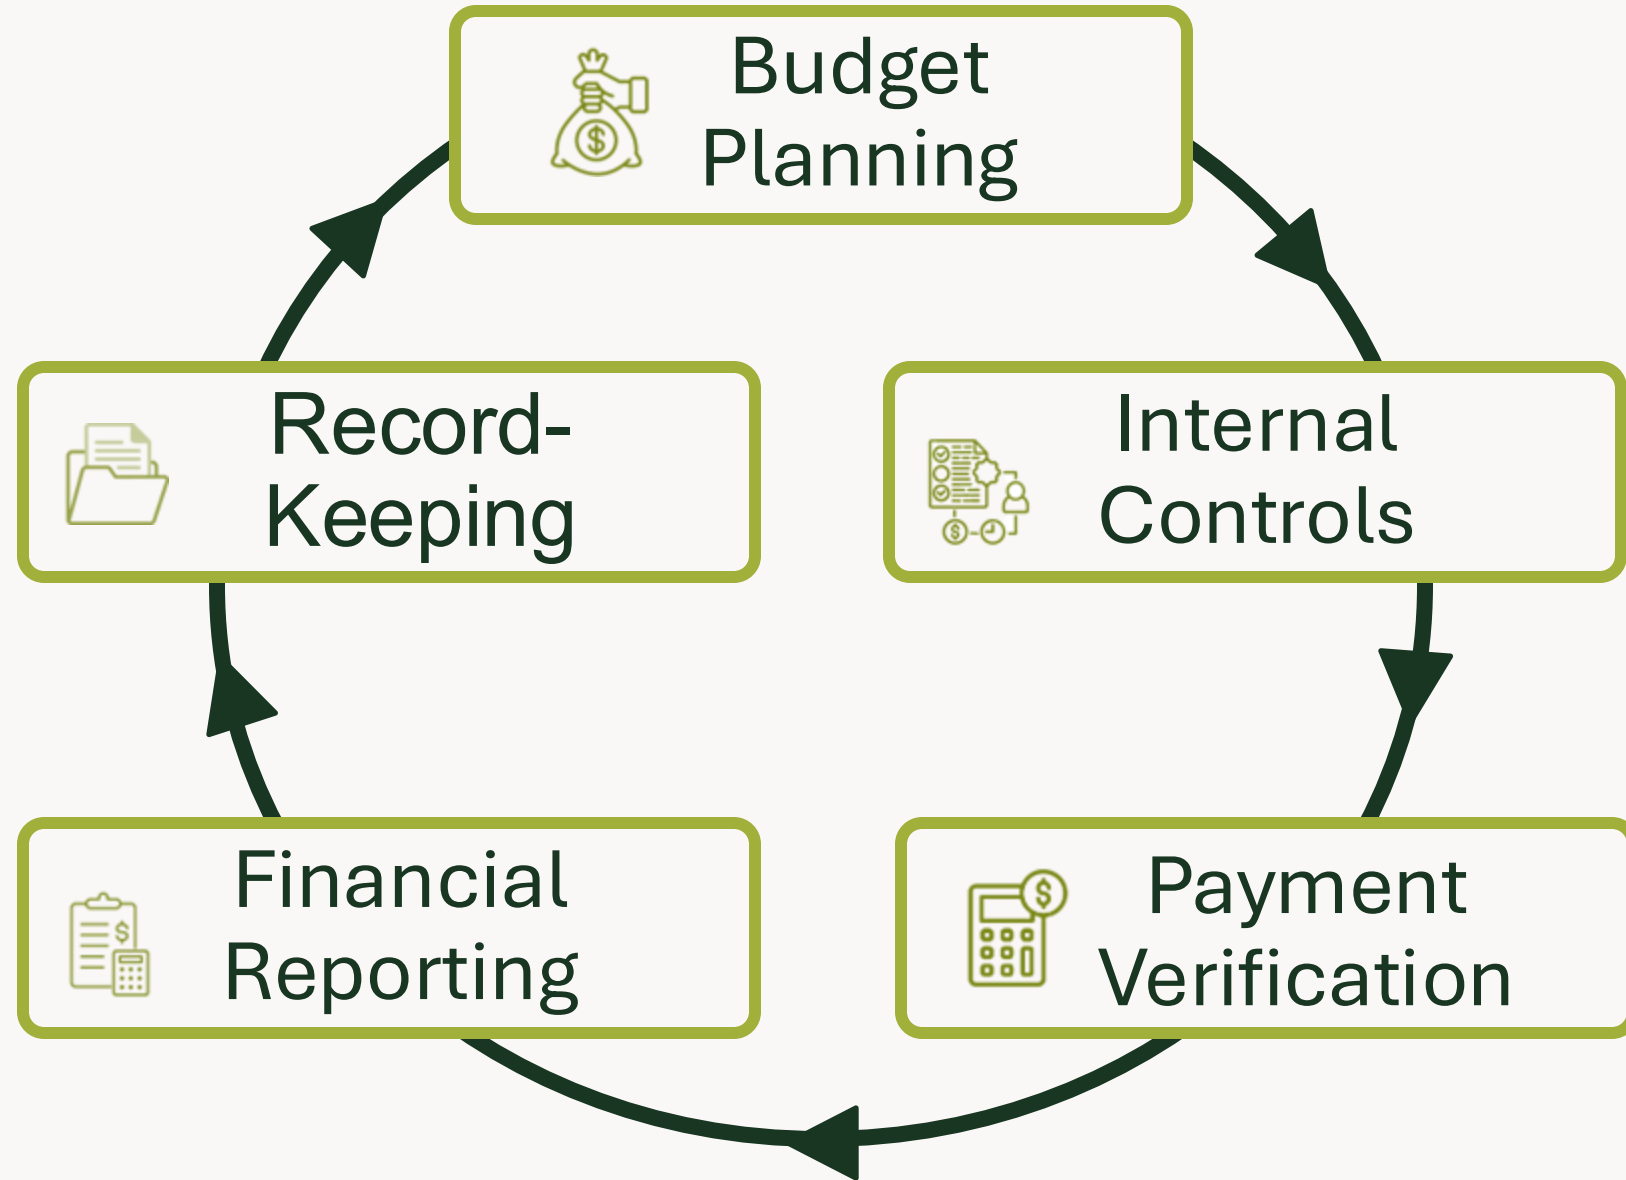 Budget
Planning
Internal
Controls
Payment
Verification
Financial
Reporting
Record-
Keeping